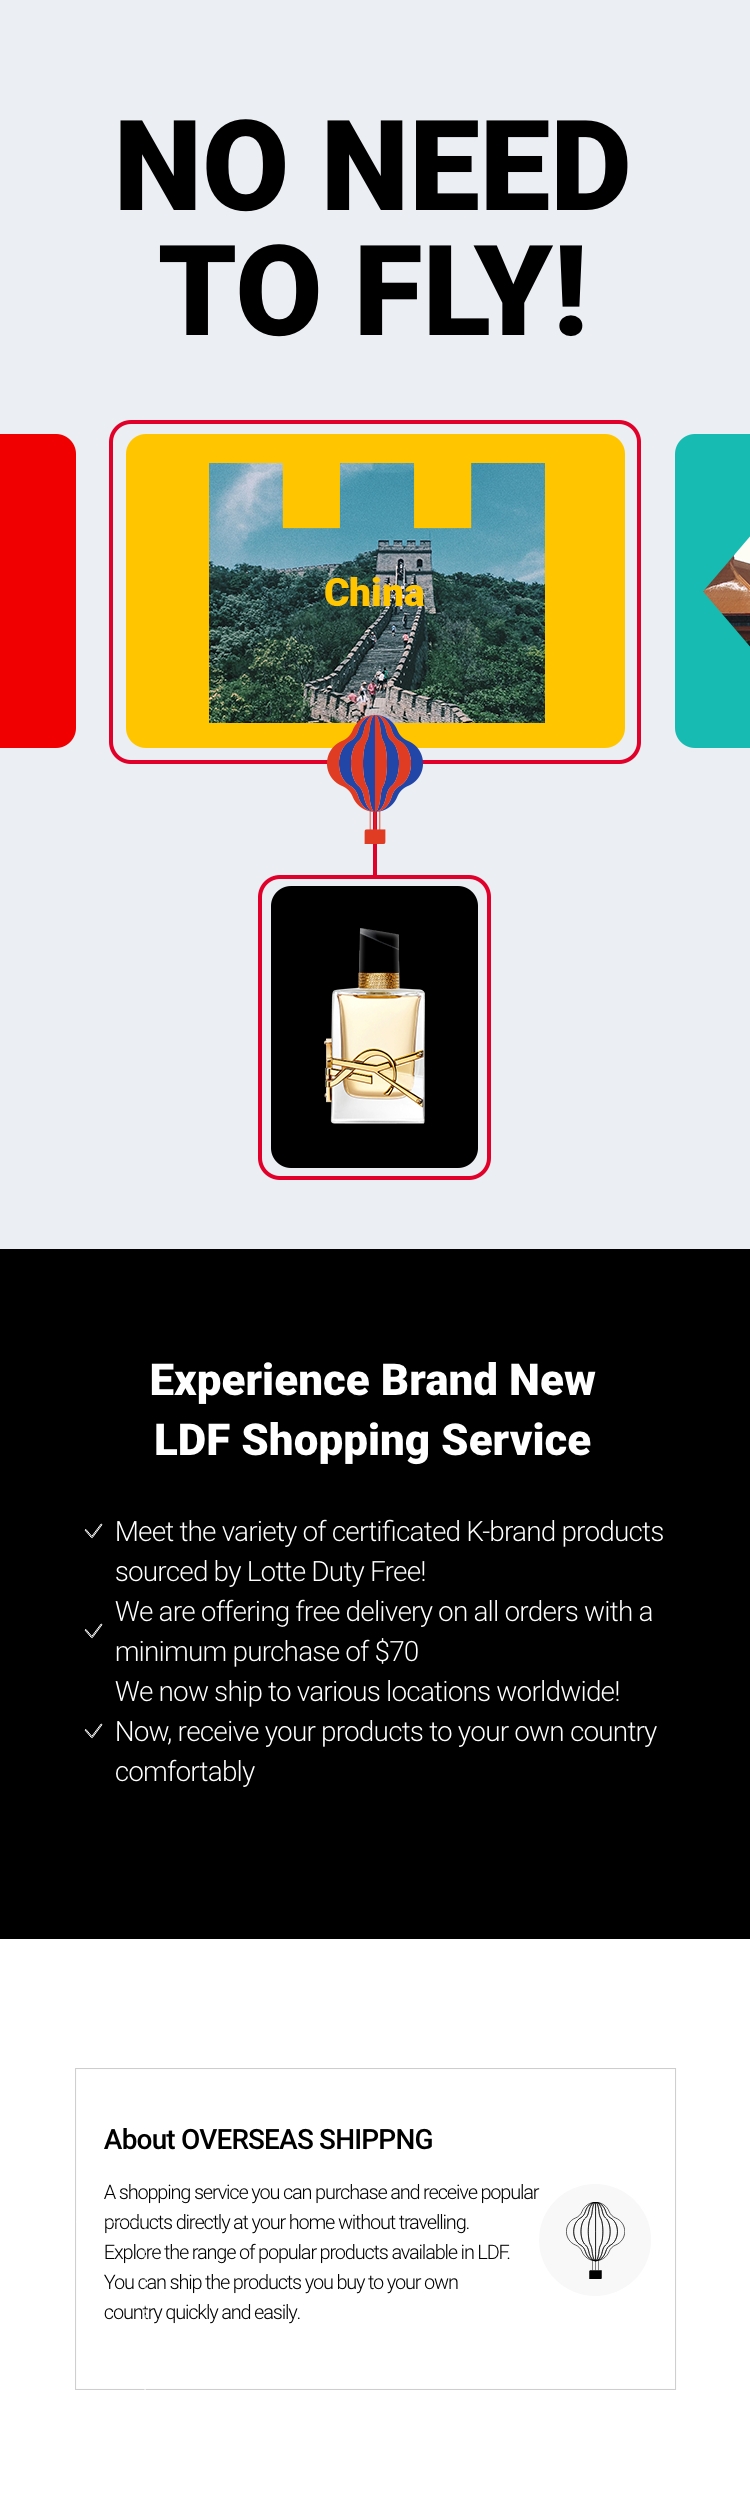 NO NEED
TO FLY!
China
Experience Brand New
LDF Shopping Service
Meet the variety of certificated K-brand products
sourced by Lotte Duty Free!
We are offering free delivery on all orders with a
minimum purchase of $70
We now ship to various locations worldwide!
Now, receive your products to your own country
comfortably
About OVERSEAS SHIPPNG
A shopping service you can purchase and receive popular
products directly at your home without travelling.
Explore the range of popular products available in LDF.
You can ship the products you buy to your own
country quickly and easily.